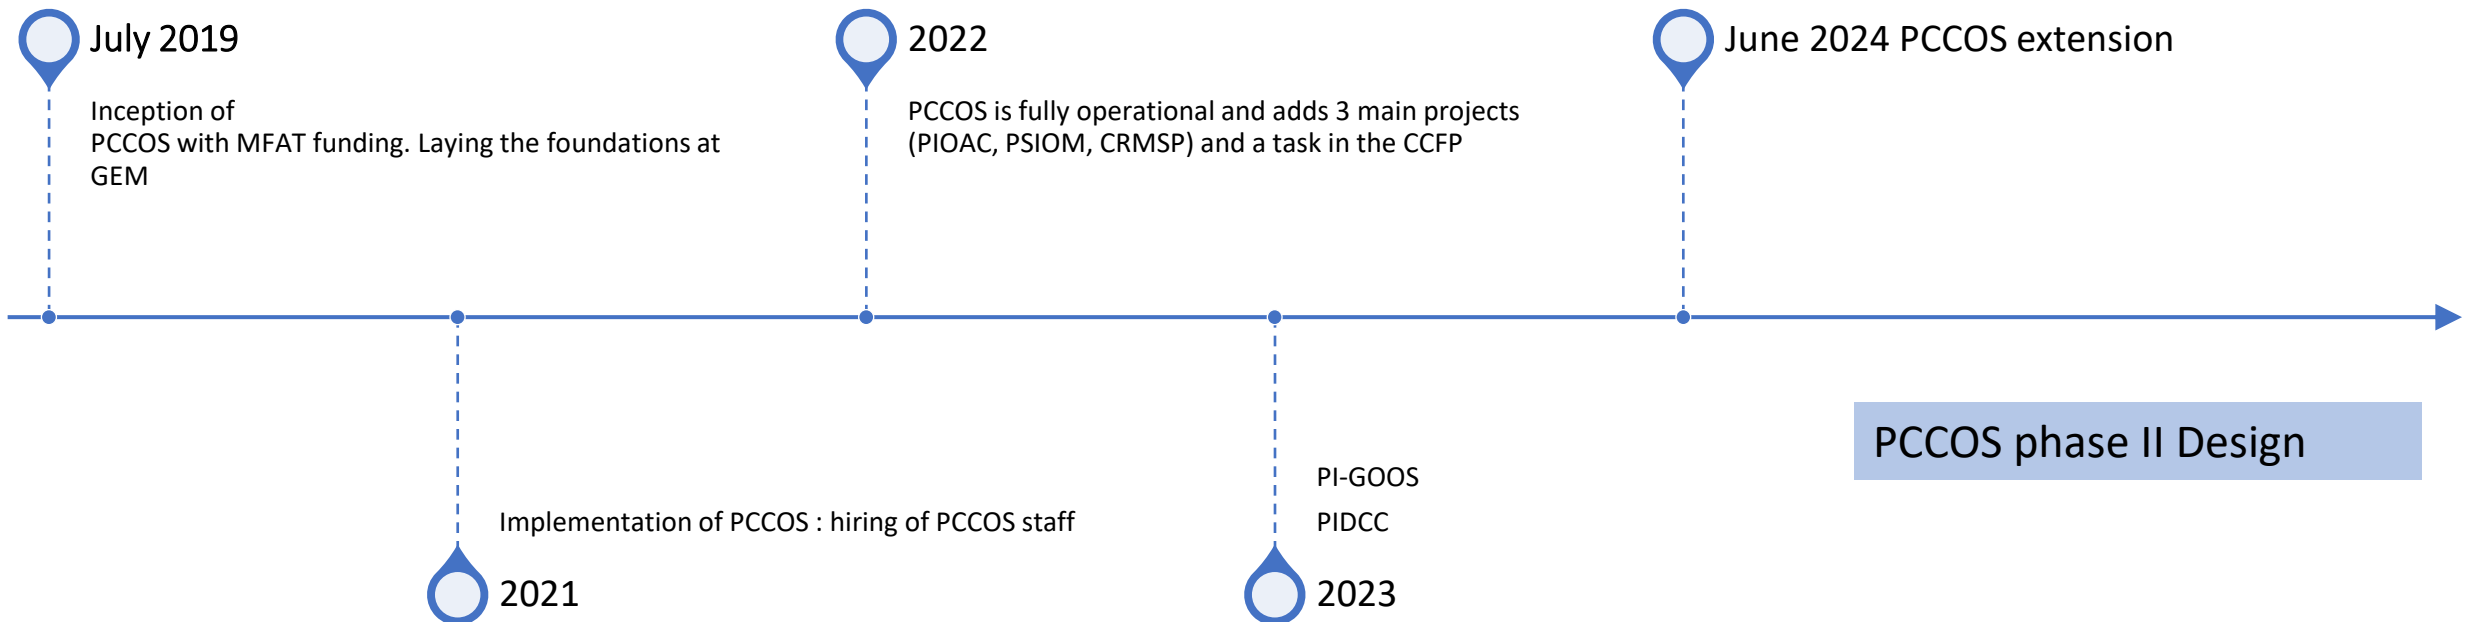 July 2019
Inception of
PCCOS with MFAT funding. Laying the foundations at
GEM
2022
PCCOS is fully operational and adds 3 main projects
(PIOAC, PSIOM, CRMSP) and a task in the CCFP
June 2024 PCCOS extension
Implementation of PCCOS : hiring of PCCOS staff
2021
PI-GOOS
PIDCC
2023
PCCOS phase II Design